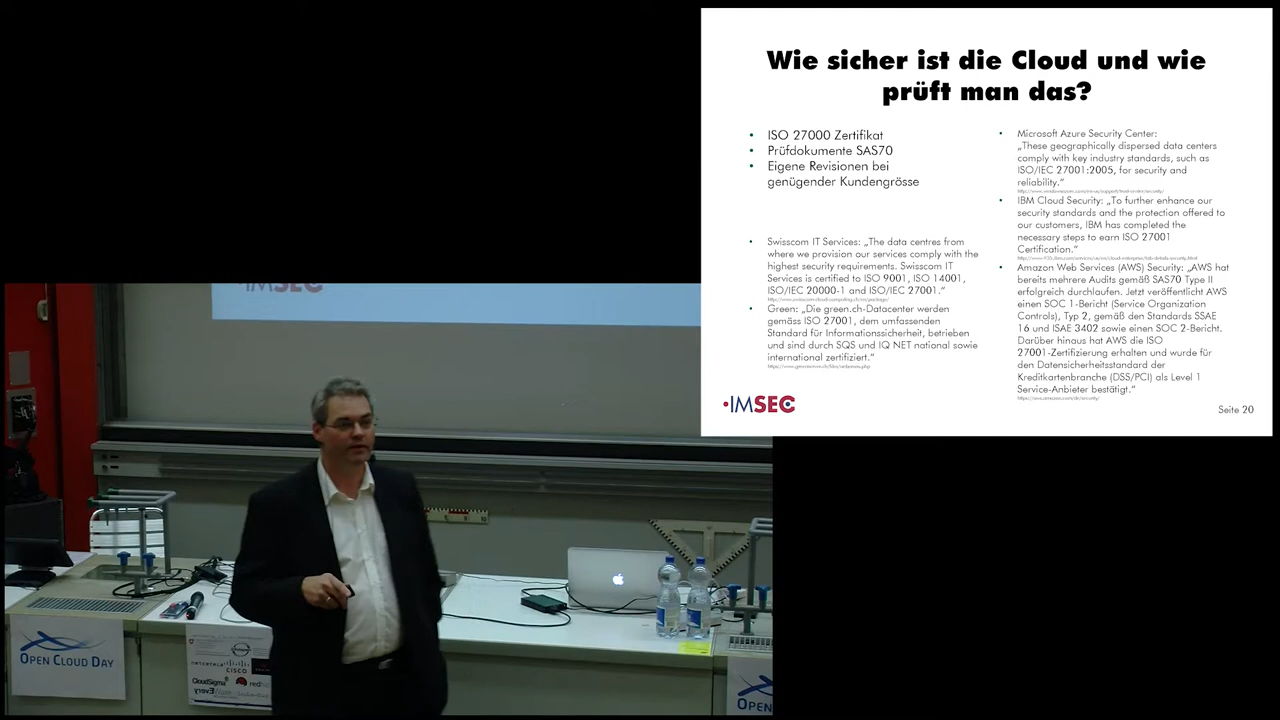 Wie sicher ist die Cloud und wie
prüft man das?
• ISO 27000 Zertifikat
• Prüfdokumente SAS70
• Eigene Revisionen bei
genügender Kundengrösse
• Swisscom IT Services: „The data centres from
where we provision our services comply with the
highest security requirements. Swisscom IT
Services is certified to ISO 9001, ISO 14001,
ISO/IEC 20000-1 and ISO/IEC 27001.“
• Green: „Die green.ch-Datacenter werden
gemäss ISO 27001, dem umfassenden
Standard für Informationssicherheit, betrieben
und sind durch SQS und IQ NET national sowie
international zertifiziert.“
• Microsoft Azure Security Center:
„These geographically dispersed data centers
comply with key industry standards, such as
ISO/IEC 27001:2005, for security and
reliability.“
• IBM Cloud Security: „To further enhance our
security standards and the protection offered to
our customers, IBM has completed the
necessary steps to earn ISO 27001
Certification.“
• Amazon Web Services (AWS) Security: „AWS hat
bereits mehrere Audits gemäß SAS70 Type II
erfolgreich durchlaufen. Jetzt veröffentlicht AWS
einen SOC 1-Bericht (Service Organization
Controls), Typ 2, gemäß den Standards SSAE
16 und ISAE 3402 sowie einen SOC 2-Bericht.
Darüber hinaus hat AWS die ISO
27001-Zertifizierung erhalten und wurde für
den Datensicherheitsstandard der
Kreditkartenbranche (DSS/PCI) als Level 1
Service-Anbieter bestätigt.“
https://aws.amazon.com/de/security/
IMSEC
Seite 20
IMSEC
OPEN CLOUD DAY
CISCO
CloudSigma
red
OPEN